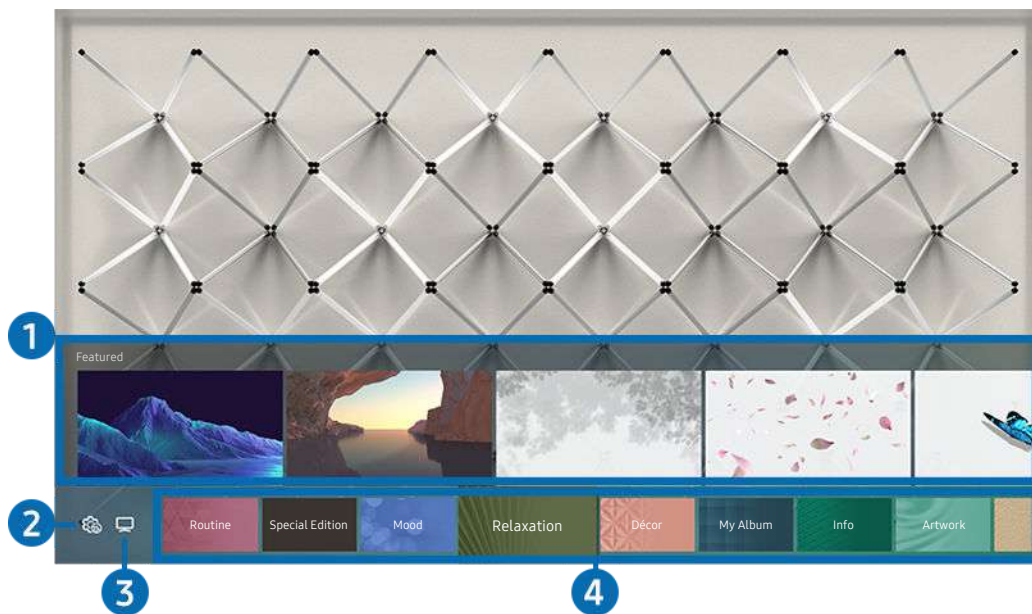 1
Featured
2
Routine
Special Edition
Mood
Relaxation
Décor
My Album
Info
Artwork
3
4